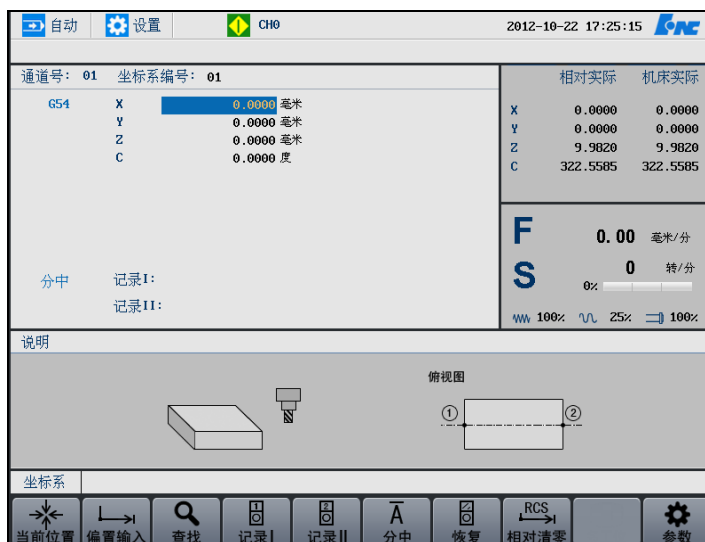 自动 设置 CH0 2012-10-22 17:25:15 HNC
通道号: 01 坐标系编号: 01
相对实际 机床实际
G54 X 0.0000 毫米
Y 0.0000 毫米
Z 0.0000 毫米
C 0.0000 度
X 0.0000 0.0000
Y 0.0000 0.0000
Z 9.9820 9.9820
C 322.5585 322.5585
F 0.00 毫米/分
S 0 转/分
0%
100% 25% 100%
分中 记录I:
记录II:
说明
俯视图
① ②
坐标系
当前位置 偏置输入 查找 1 记录I 2 记录II A 分中 恢复 RCS 相对清零 参数